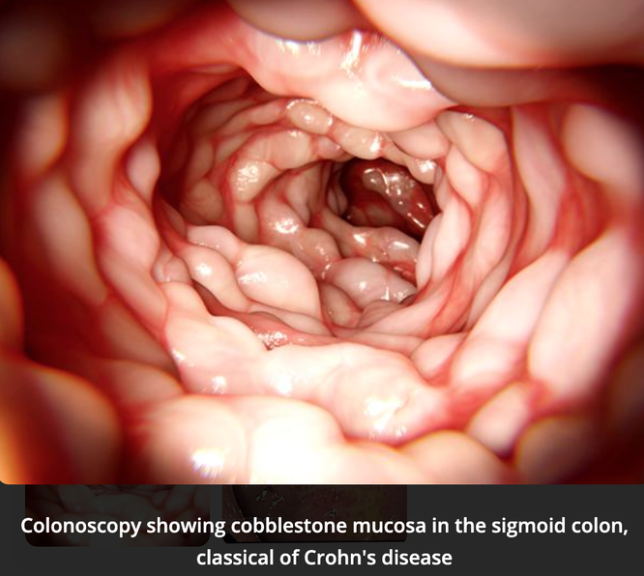 Colonoscopy showing cobblestone mucosa in the sigmoid colon,
classical of Crohn's disease